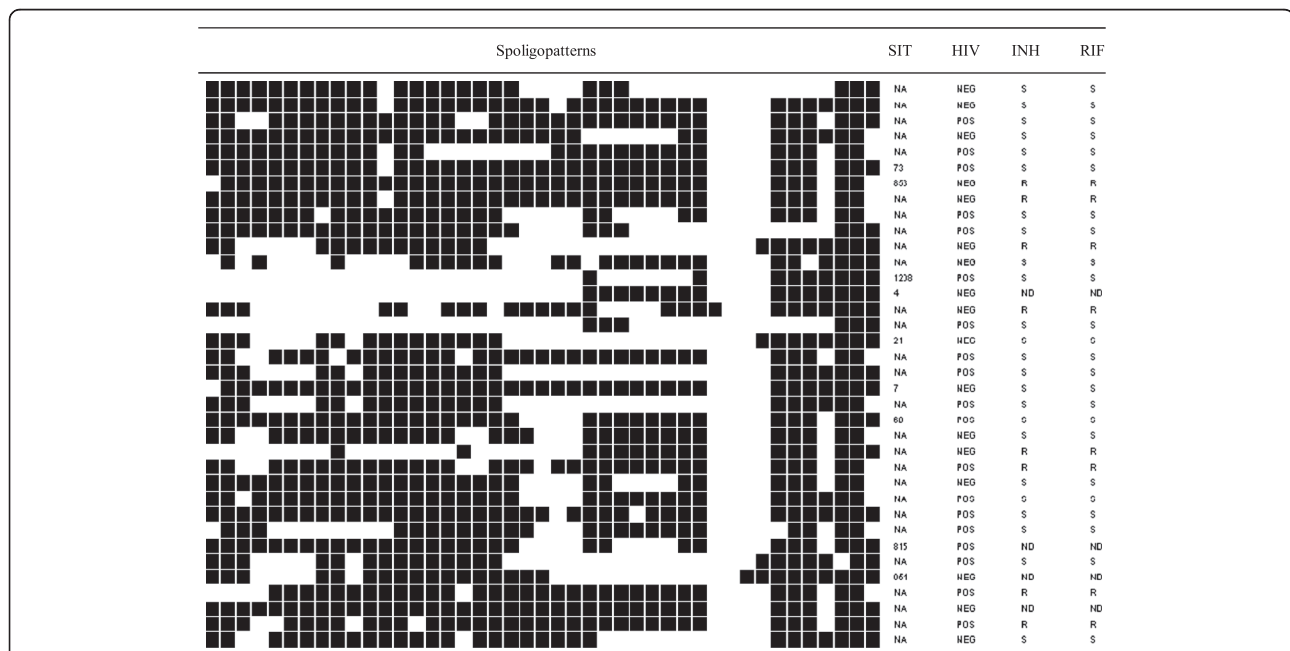 Spoligopatterns SIT HIV INH RIF
NA NEG S S
NA NEG S S
NA POS S S
NA NEG S S
NA POS S S
73 POS S S
NEG R R
NA NEG R R
NA POS S S
NA POS S S
NA NEG R R
NA NEG S S
POS S S
4 NEG ND ND
NA NEG R R
NA POS S S
21 NEG S S
NA POS S S
NA POS S S
7 NEG S S
NA POS S S
60 POS S S
NA NEG S S
NA NEG R R
NA POS R R
NA NEG S S
NA POS S S
NA POS S S
NA POS S S
815 POS ND ND
NA POS S S
NEG ND ND
NA POS R R
NA NEG ND ND
NA POS R R
NA NEG S S